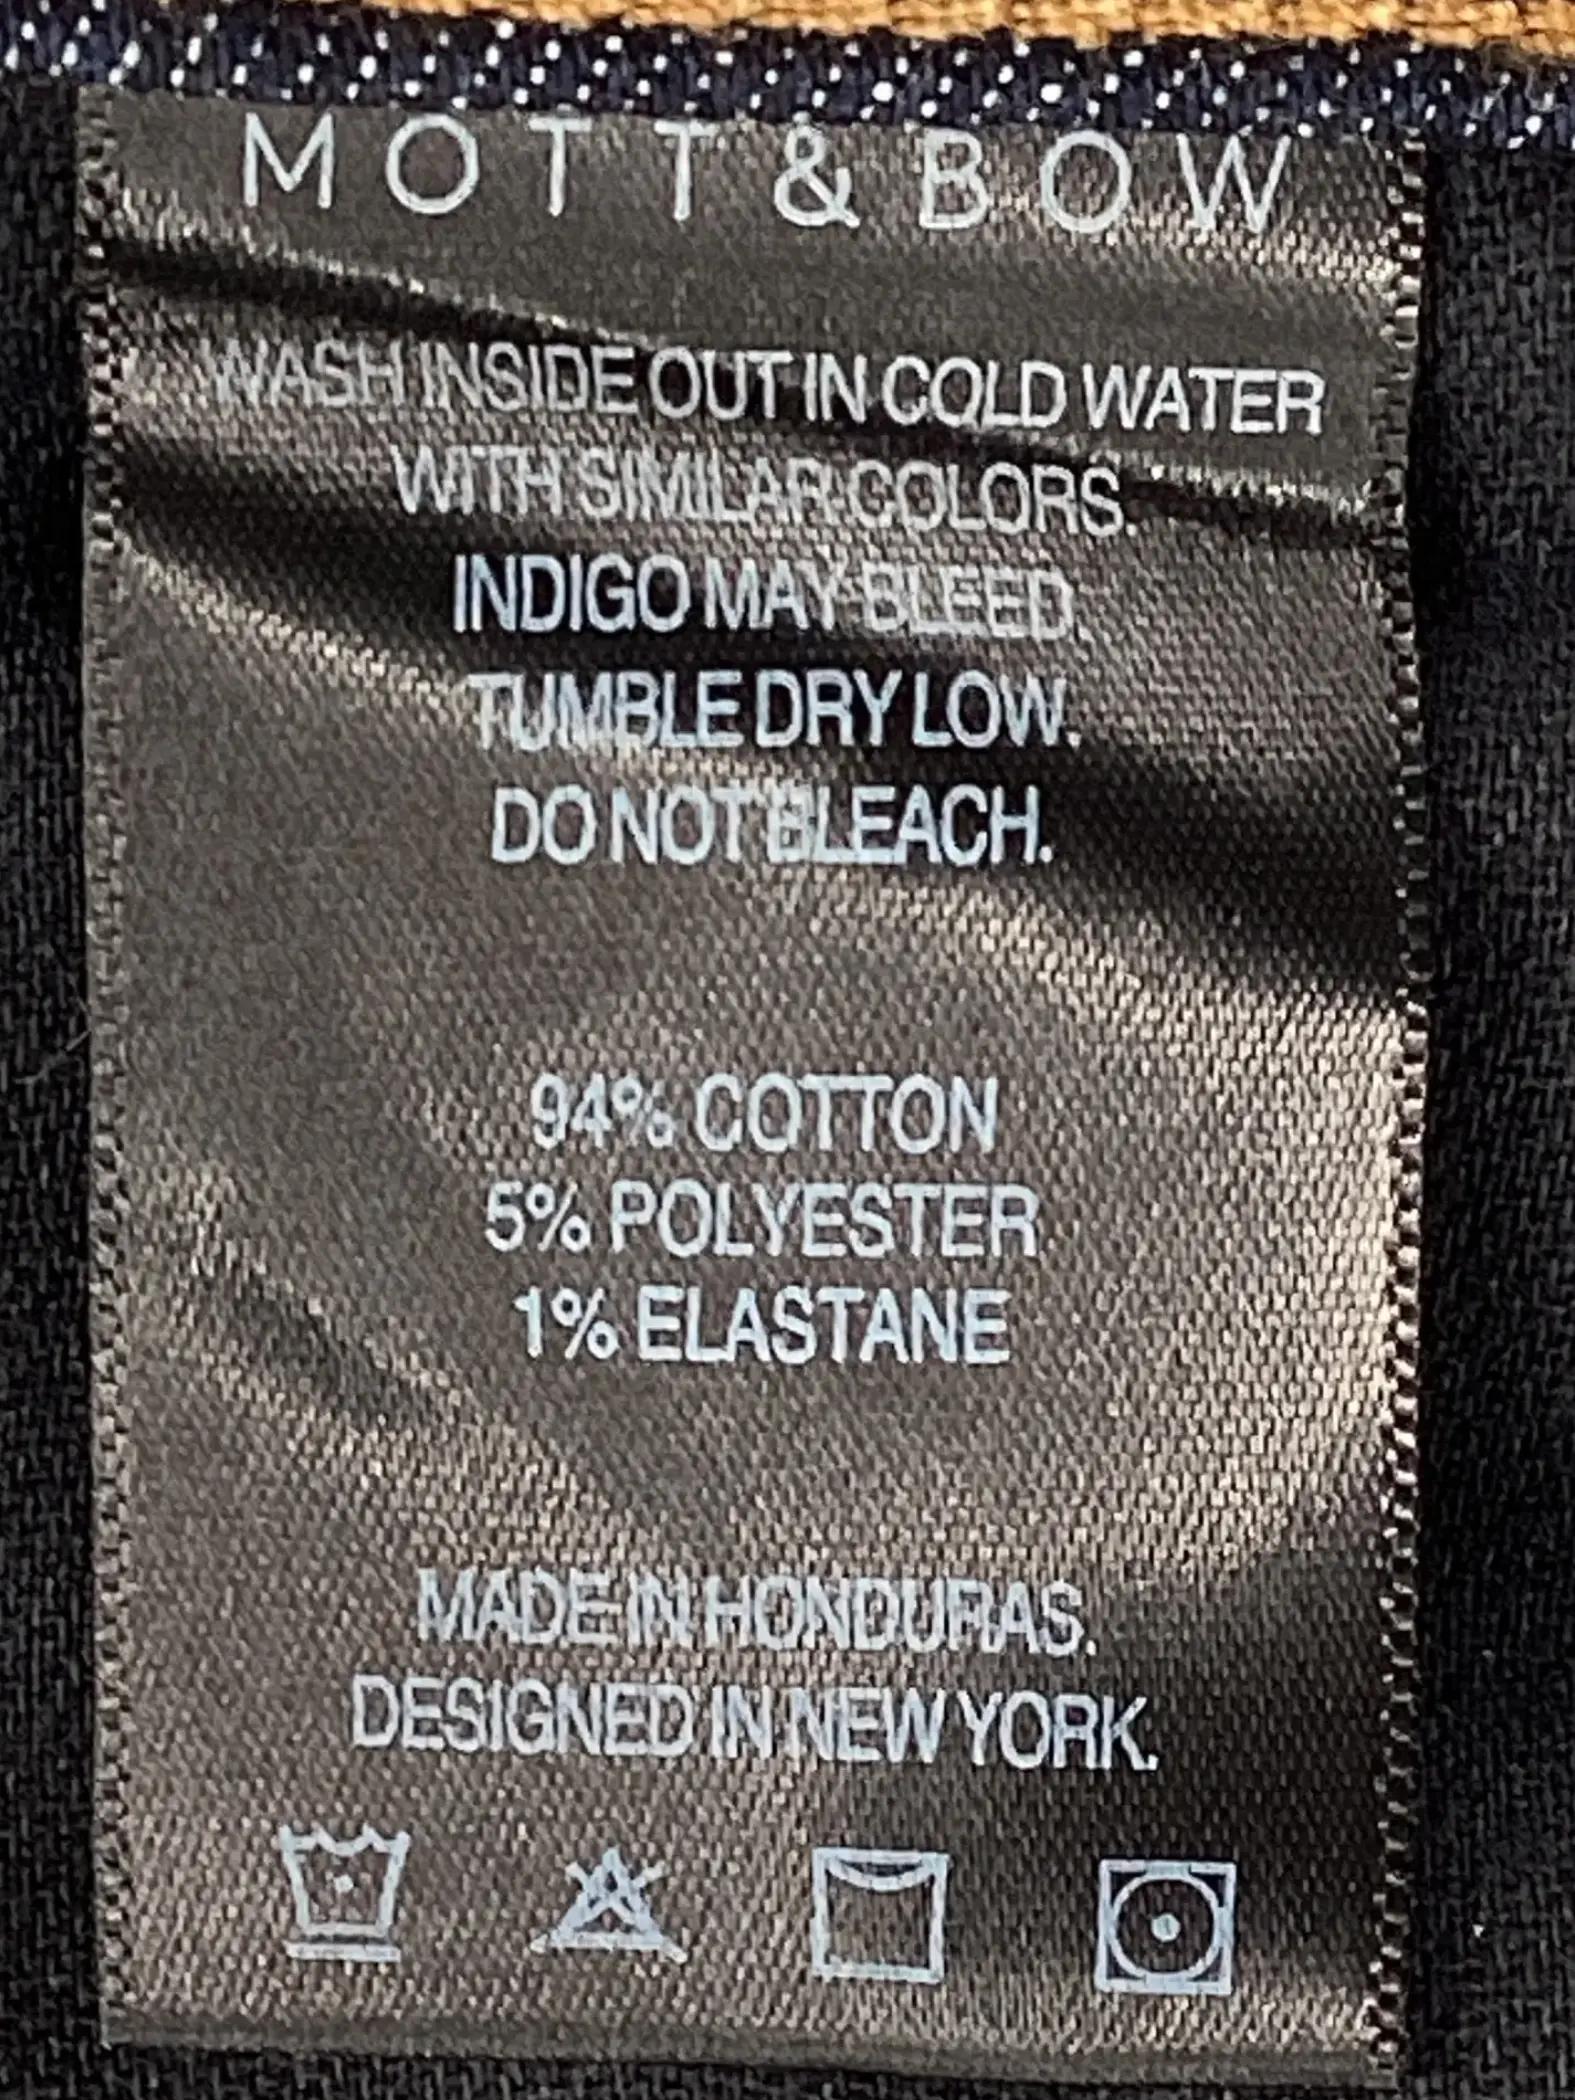 MOTT & BOW
WASH INSIDE OUT IN COLD WATER
WITH SIMILAR COLORS.
INDIGO MAY BLEED.
TUMBLE DRY LOW.
DO NOT BLEACH.
94% COTTON
5% POLYESTER
1% ELASTANE
MADE IN HONDURAS.
DESIGNED IN NEW YORK.